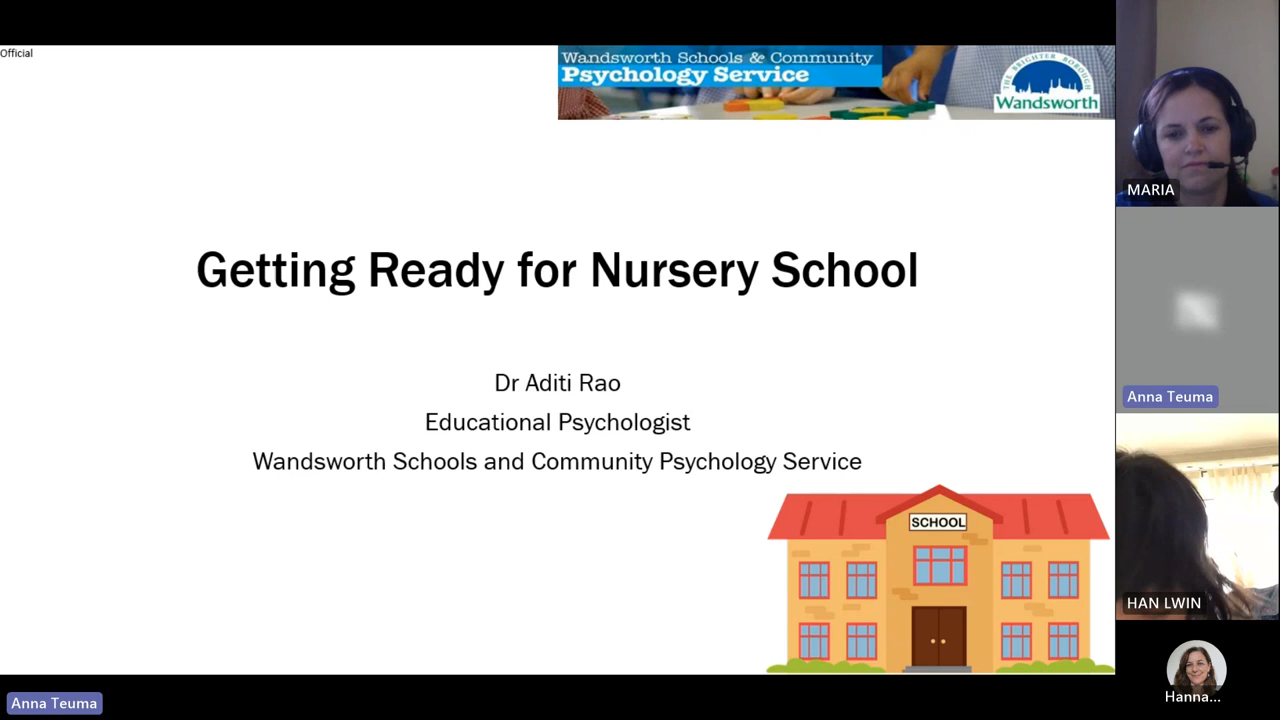 Official
Wandsworth Schools & Community
Psychology Service
THE BRIGHTER BOROUGH
Wandsworth
Getting Ready for Nursery School
Dr Aditi Rao
Educational Psychologist
Wandsworth Schools and Community Psychology Service
SCHOOL
MARIA
Anna Teuma
HAN LWIN
Hanna...
Anna Teuma